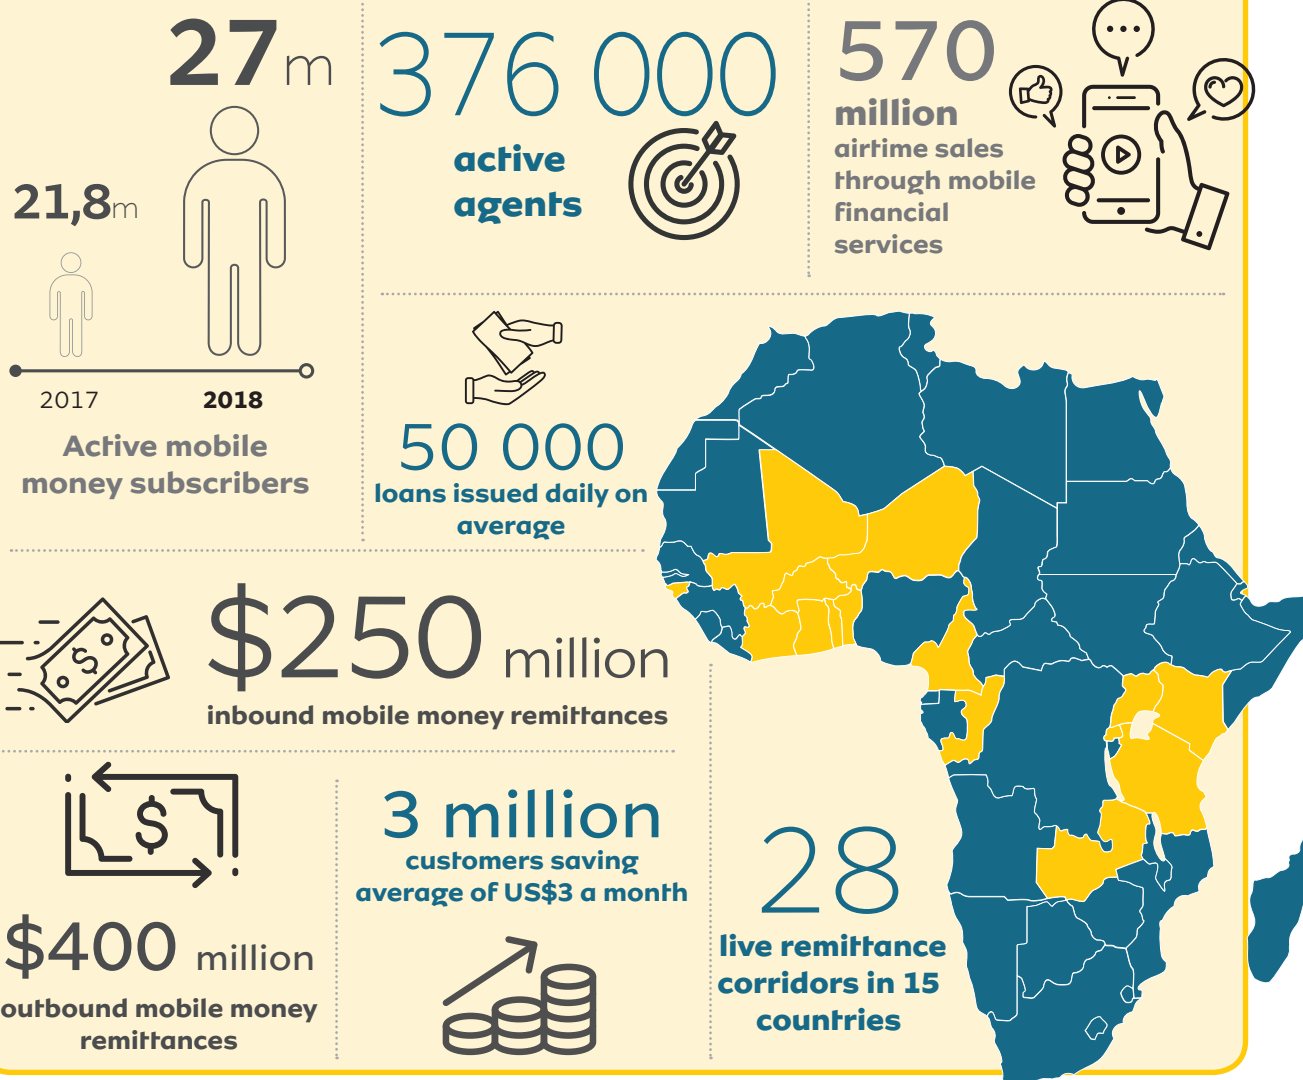 27m
21,8m
2017
2018
Active mobile
money subscribers
376 000
active
agents
570
million
airtime sales
through mobile
financial
services
50 000
loans issued daily on
average
$250 million
inbound mobile money remittances
$
$
$400 million
outbound mobile money
remittances
3 million
customers saving
average of US$3 a month
28
live remittance
corridors in 15
countries